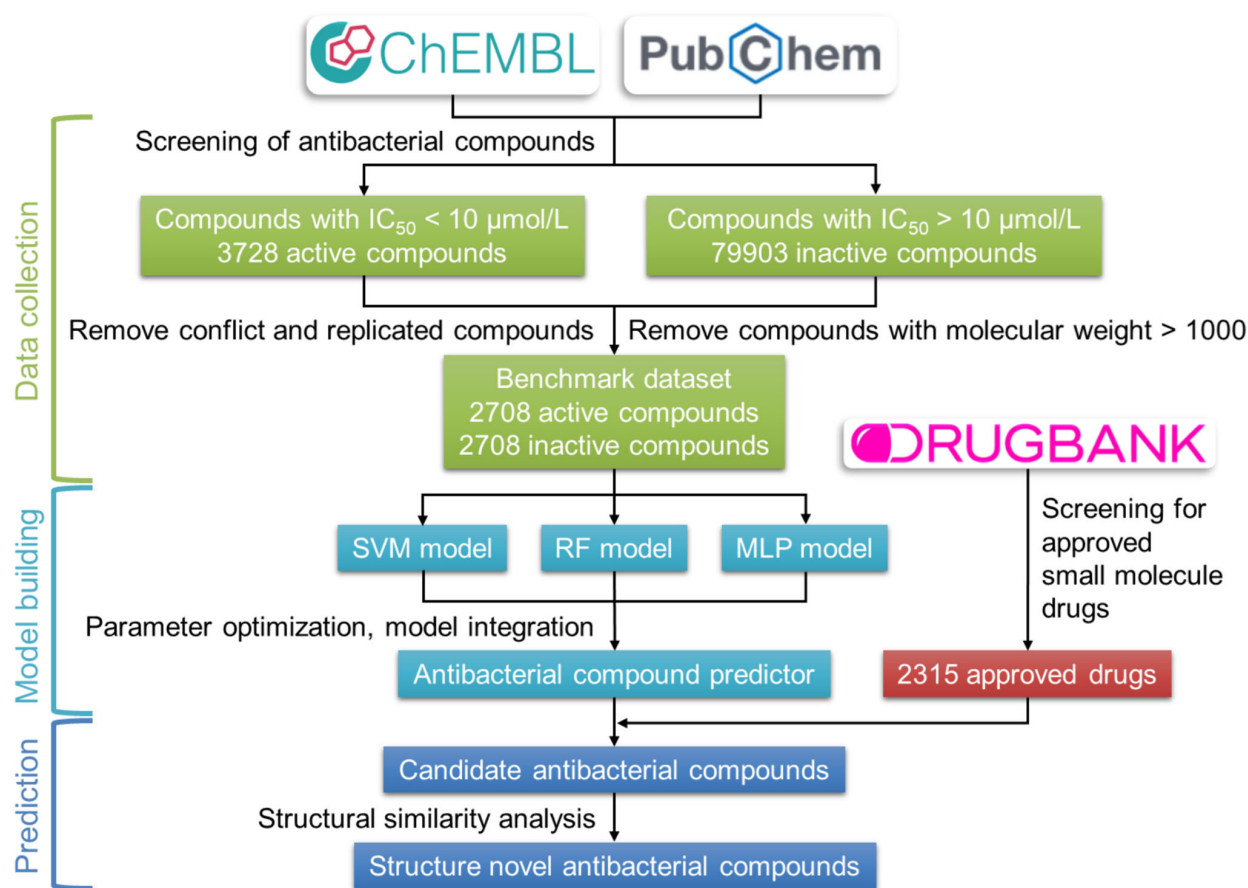 ChEMBL
PubChem
Screening of antibacterial compounds
Compounds with IC50 < 10 μmol/L
3728 active compounds
Compounds with IC50 > 10 μmol/L
79903 inactive compounds
Data collection
Remove conflict and replicated compounds
Remove compounds with molecular weight > 1000
Benchmark dataset
2708 active compounds
2708 inactive compounds
DRUGBANK
Screening for
approved
small molecule
drugs
Model building
SVM model
RF model
MLP model
Parameter optimization, model integration
Antibacterial compound predictor
2315 approved drugs
Prediction
Candidate antibacterial compounds
Structural similarity analysis
Structure novel antibacterial compounds